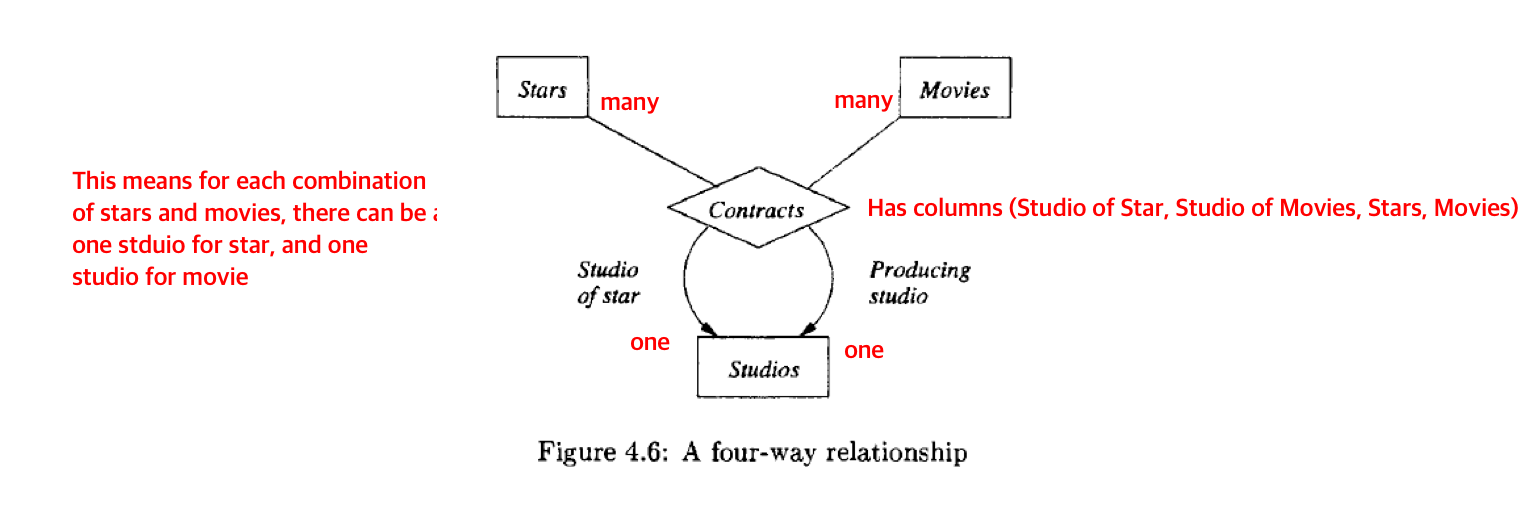 Stars
many
many
Movies
This means for each combination
of stars and movies, there can be
one stduio for star, and one
studio for movie
Contracts
Has columns (Studio of Star, Studio of Movies, Stars, Movies)
Studio
of star
Producing
studio
one
one
Studios
Figure 4.6: A four-way relationship